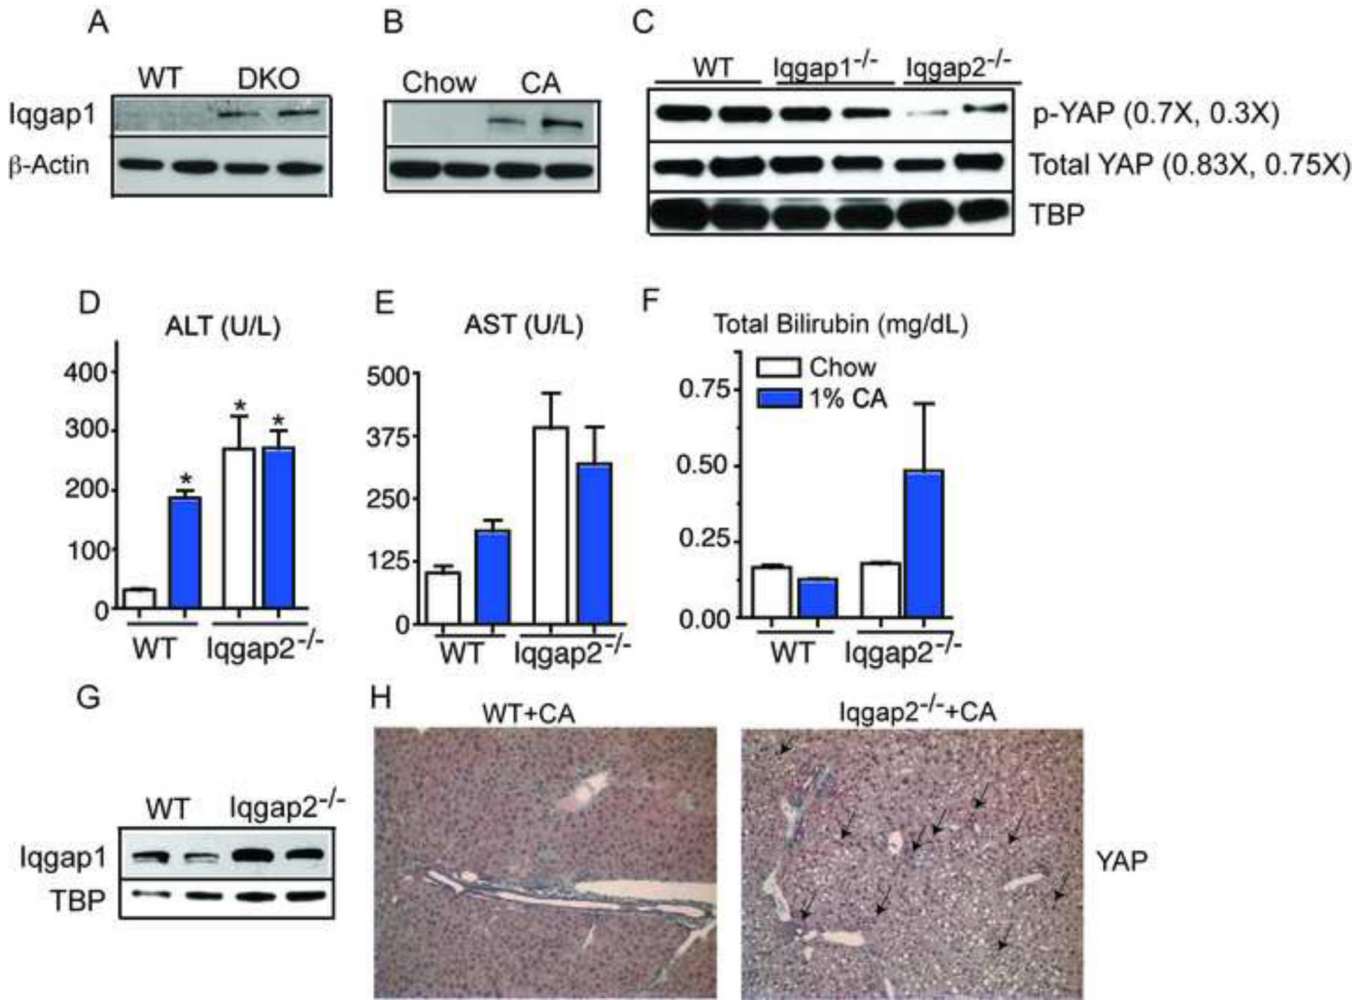 A
WT DKO
Iqgap1
β-Actin
B
Chow CA
C
WT Iqgap1-/- Iqgap2-/-
p-YAP (0.7X, 0.3X)
Total YAP (0.83X, 0.75X)
TBP
D
ALT (U/L)
400
300
200
100
0
* * *
WT Iqgap2-/-
E
AST (U/L)
500
375
250
125
0
WT Iqgap2-/-
F
Total Bilirubin (mg/dL)
Chow
1% CA
0.75
0.50
0.25
0.00
WT Iqgap2-/-
G
WT Iqgap2-/-
Iqgap1
TBP
H
WT+CA Iqgap2-/-+CA
YAP